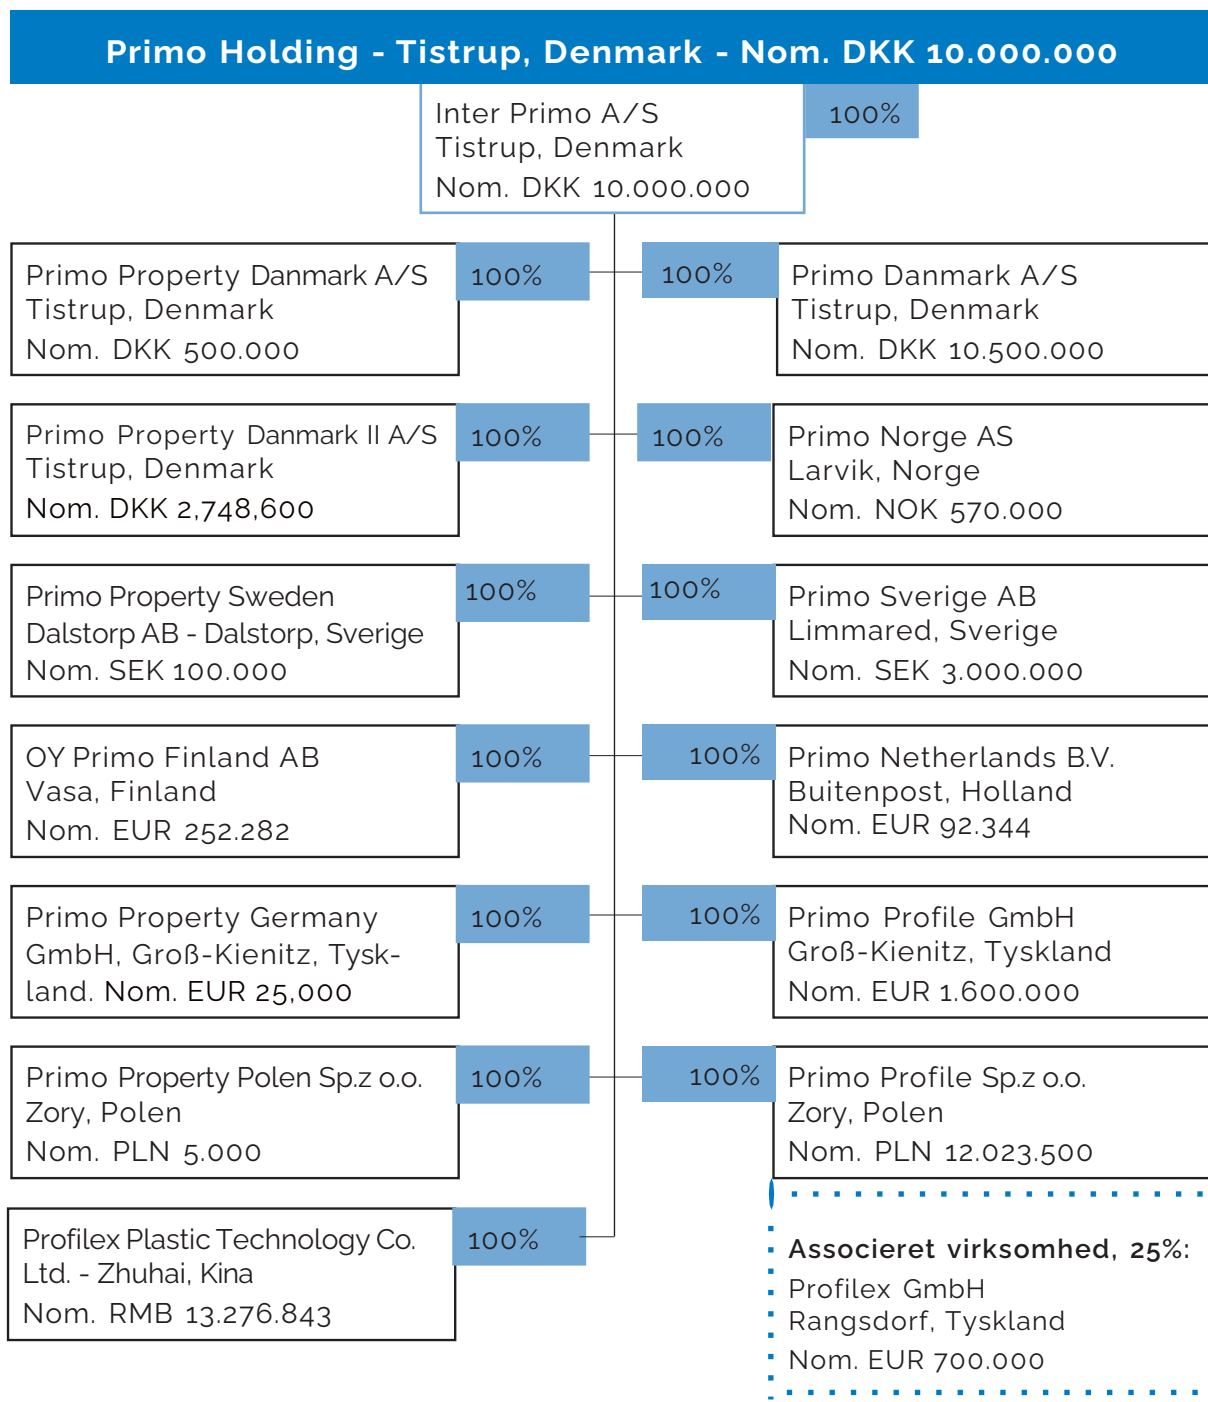 Primo Holding - Tistrup, Denmark - Nom. DKK 10.000.000
Inter Primo A/S
Tistrup, Denmark
Nom. DKK 10.000.000
100%
Primo Property Danmark A/S
Tistrup, Denmark
Nom. DKK 500.000
100%
100%
Primo Danmark A/S
Tistrup, Denmark
Nom. DKK 10.500.000
Primo Property Danmark II A/S
Tistrup, Denmark
Nom. DKK 2,748,600
100%
100%
Primo Norge AS
Larvik, Norge
Nom. NOK 570.000
Primo Property Sweden
Dalstorp AB - Dalstorp, Sverige
Nom. SEK 100.000
100%
100%
Primo Sverige AB
Limmared, Sverige
Nom. SEK 3.000.000
OY Primo Finland AB
Vasa, Finland
Nom. EUR 252.282
100%
100%
Primo Netherlands B.V.
Buitenpost, Holland
Nom. EUR 92.344
Primo Property Germany
GmbH, Groß-Kienitz, Tysk-
land. Nom. EUR 25,000
100%
100%
Primo Profile GmbH
Groß-Kienitz, Tyskland
Nom. EUR 1.600.000
Primo Property Polen Sp.z o.o.
Zory, Polen
Nom. PLN 5.000
100%
100%
Primo Profile Sp.z o.o.
Zory, Polen
Nom. PLN 12.023.500
Profilex Plastic Technology Co.
Ltd. - Zhuhai, Kina
Nom. RMB 13.276.843
100%
Associeret virksomhed, 25%:
Profilex GmbH
Rangsdorf, Tyskland
Nom. EUR 700.000